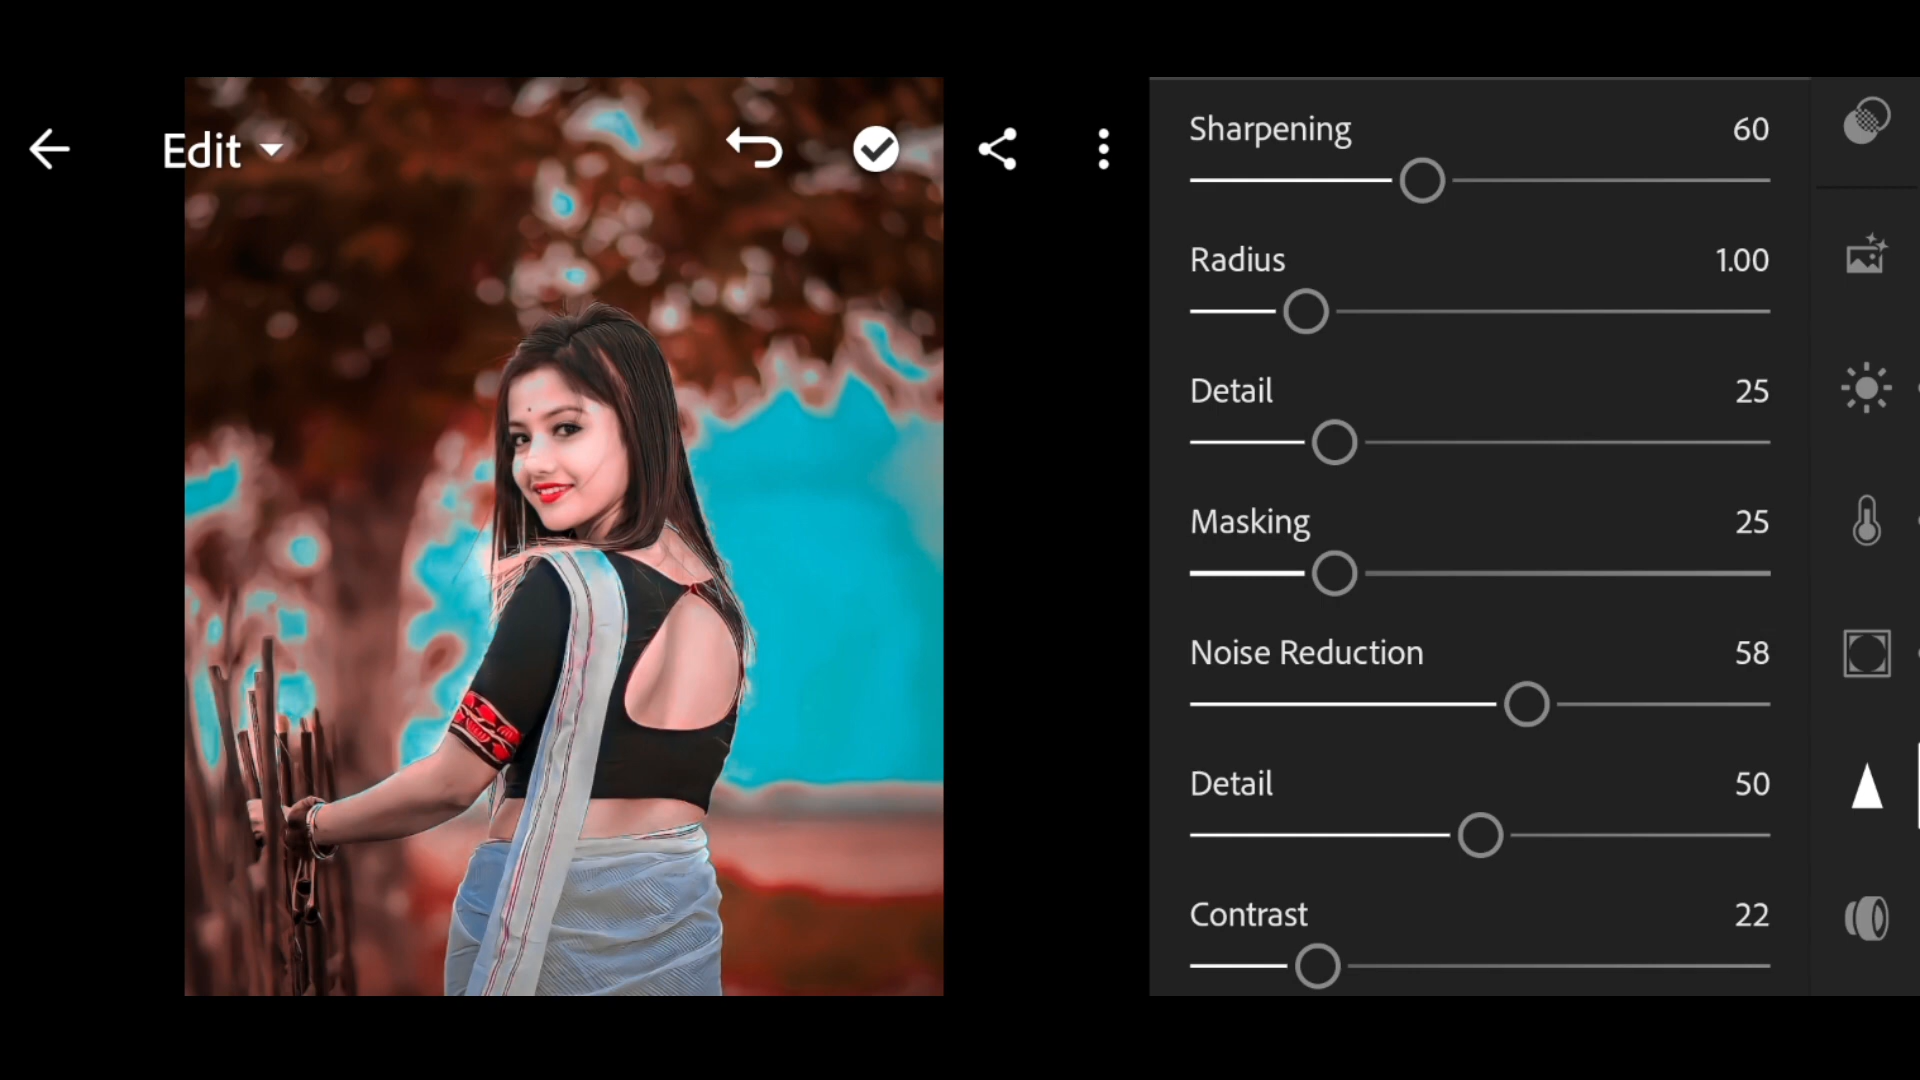 Edit
Sharpening 60
Radius 1.00
Detail 25
Masking 25
Noise Reduction 58
Detail 50
Contrast 22